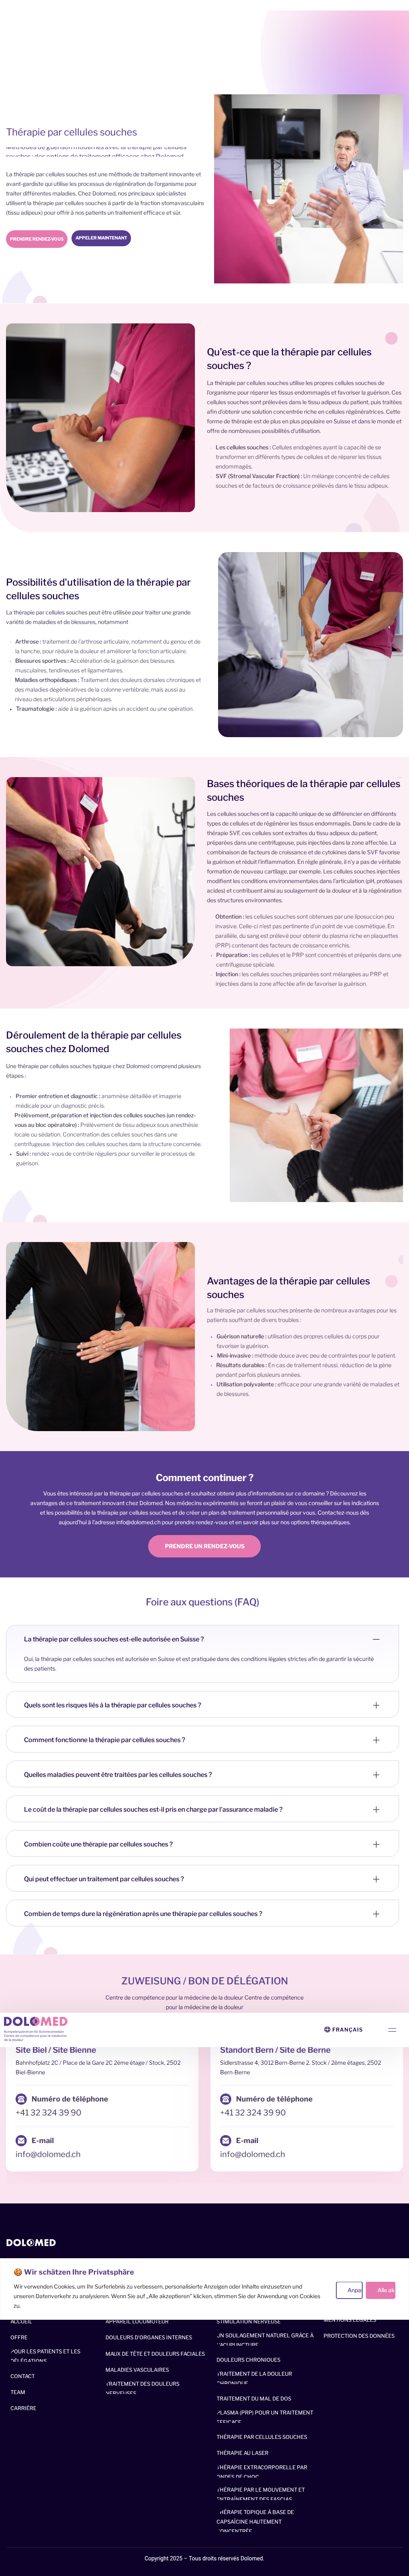 Thérapie par cellules souches
Méthodes de guérison modernes avec la thérapie par cellules
souches : des options de traitement efficaces chez Dolomed
La thérapie par cellules souches est une méthode de traitement innovante et
avant-gardiste qui utilise les processus de régénération de l'organisme pour
traiter différentes maladies. Chez Dolomed, nos principaux spécialistes
utilisent la thérapie par cellules souches à partir de la fraction stomavasculaire
(tissu adipeux) pour offrir à nos patients un traitement efficace et sûr.
PRENDRE RENDEZ-VOUS
APPELER MAINTENANT
Qu'est-ce que la thérapie par cellules
souches ?
La thérapie par cellules souches utilise les propres cellules souches de
l'organisme pour réparer les tissus endommagés et favoriser la guérison. Ces
cellules souches sont prélevées dans le tissu adipeux du patient, puis traitées
afin d'obtenir une solution concentrée riche en cellules régénératrices. Cette
forme de thérapie est de plus en plus populaire en Suisse et dans le monde et
offre de nombreuses possibilités d'utilisation.
Les cellules souches : Cellules endogènes ayant la capacité de se
transformer en différents types de cellules et de réparer les tissus
endommagés.
SVF (Stromal Vascular Fraction) : Un mélange concentré de cellules
souches et de facteurs de croissance prélevés dans le tissu adipeux.
Possibilités d'utilisation de la thérapie par
cellules souches
La thérapie par cellules souches peut être utilisée pour traiter une grande
variété de maladies et de blessures, notamment
Arthrose : traitement de l'arthrose articulaire, notamment du genou et de
la hanche, pour réduire la douleur et améliorer la fonction articulaire.
Blessures sportives : Accélération de la guérison des blessures
musculaires, tendineuses et ligamentaires.
Maladies orthopédiques : Traitement des douleurs dorsales chroniques et
des maladies dégénératives de la colonne vertébrale, mais aussi au
niveau des articulations périphériques.
Traumatologie : aide à la guérison après un accident ou une opération.
Bases théoriques de la thérapie par cellules
souches
Les cellules souches ont la capacité unique de se différencier en différents
types de cellules et de régénérer les tissus endommagés. Dans le cadre de la
thérapie SVF, ces cellules sont extraites du tissu adipeux du patient,
préparées dans une centrifugeuse, puis injectées dans la zone affectée. La
combinaison de facteurs de croissance et de cytokines dans le SVF favorise
la guérison et réduit l'inflammation. En règle générale, il n'y a pas de véritable
formation de nouveau cartilage, par exemple. Les cellules souches injectées
modifient les conditions environnementales dans l'articulation (pH, protéases
acides) et contribuent ainsi au soulagement de la douleur et à la régénération
des structures environnantes.
Obtention : les cellules souches sont obtenues par une liposuccion peu
invasive. Celle-ci n'est pas pertinente d'un point de vue cosmétique. En
parallèle, du sang est prélevé pour obtenir du plasma riche en plaquettes
(PRP) contenant des facteurs de croissance enrichis.
Préparation : les cellules et le PRP sont concentrés et préparés dans une
centrifugeuse spéciale.
Injection : les cellules souches préparées sont mélangées au PRP et
injectées dans la zone affectée afin de favoriser la guérison.
Déroulement de la thérapie par cellules
souches chez Dolomed
Une thérapie par cellules souches typique chez Dolomed comprend plusieurs
étapes :
Premier entretien et diagnostic : anamnèse détaillée et imagerie
médicale pour un diagnostic précis.
Prélèvement, préparation et injection des cellules souches (un rendez-
vous au bloc opératoire) : Prélèvement de tissu adipeux sous anesthésie
locale ou sédation. Concentration des cellules souches dans une
centrifugeuse. Injection des cellules souches dans la structure concernée.
Suivi : rendez-vous de contrôle réguliers pour surveiller le processus de
guérison.
Avantages de la thérapie par cellules
souches
La thérapie par cellules souches présente de nombreux avantages pour les
patients souffrant de divers troubles :
Guérison naturelle : utilisation des propres cellules du corps pour
favoriser la guérison.
Mini-invasive : méthode douce avec peu de contraintes pour le patient.
Résultats durables : En cas de traitement réussi, réduction de la gêne
pendant parfois plusieurs années.
Utilisation polyvalente : efficace pour une grande variété de maladies et
de blessures.
Comment continuer ?
Vous êtes intéressé par la thérapie par cellules souches et souhaitez obtenir plus d'informations sur ce domaine ? Découvrez les
avantages de ce traitement innovant chez Dolomed. Nos médecins expérimentés se feront un plaisir de vous conseiller sur les indications
et les possibilités de la thérapie par cellules souches et de créer un plan de traitement personnalisé pour vous. Contactez-nous dès
aujourd'hui à l'adresse info@dolomed.ch pour prendre rendez-vous et en savoir plus sur nos options thérapeutiques.
PRENDRE UN RENDEZ-VOUS
Foire aux questions (FAQ)
La thérapie par cellules souches est-elle autorisée en Suisse ?
Oui, la thérapie par cellules souches est autorisée en Suisse et est pratiquée dans des conditions légales strictes afin de garantir la sécurité
des patients.
Quels sont les risques liés à la thérapie par cellules souches ?
Comment fonctionne la thérapie par cellules souches ?
Quelles maladies peuvent être traitées par les cellules souches ?
Le coût de la thérapie par cellules souches est-il pris en charge par l'assurance maladie ?
Combien coûte une thérapie par cellules souches ?
Qui peut effectuer un traitement par cellules souches ?
Combien de temps dure la régénération après une thérapie par cellules souches ?
ZUWEISUNG / BON DE DÉLÉGATION
Centre de compétence pour la médecine de la douleur Centre de compétence
pour la médecine de la douleur
DOLOMED
Kompetenzzentrum für Schmerzmedizin
Centre de compétence pour la médecine
de la douleur
FRANÇAIS
Site Biel / Site Bienne
Bahnhofplatz 2C / Place de la Gare 2C 2ème étage / Stock, 2502
Biel-Bienne
Numéro de téléphone
+41 32 324 39 90
E-mail
info@dolomed.ch
Standort Bern / Site de Berne
Sidlerstrasse 4, 3012 Bern-Berne 2. Stock / 2ème étages, 2502
Bern-Berne
Numéro de téléphone
+41 32 324 39 90
E-mail
info@dolomed.ch
DOLOMED
🍪 Wir schätzen Ihre Privatsphäre
Wir verwenden Cookies, um Ihr Surferlebnis zu verbessern, personalisierte Anzeigen oder Inhalte einzusetzen und
unseren Datenverkehr zu analysieren. Wenn Sie auf „Alle akzeptieren" klicken, stimmen Sie der Anwendung von Cookies
zu.
Anpa
Alle ak
ACCUEIL
OFFRE
POUR LES PATIENTS ET LES
DÉLÉGATIONS
CONTACT
TEAM
CARRIÈRE
APPAREIL LOCOMOTEUR
DOULEURS D'ORGANES INTERNES
MAUX DE TÊTE ET DOULEURS FACIALES
MALADIES VASCULAIRES
TRAITEMENT DES DOULEURS
NERVEUSES
STIMULATION NERVEUSE
UN SOULAGEMENT NATUREL GRÂCE À
L'ACUPUNCTURE
DOULEURS CHRONIQUES
TRAITEMENT DE LA DOULEUR
CHRONIQUE
TRAITEMENT DU MAL DE DOS
PLASMA (PRP) POUR UN TRAITEMENT
EFFICACE
THÉRAPIE PAR CELLULES SOUCHES
THÉRAPIE AU LASER
THÉRAPIE EXTRACORPORELLE PAR
ONDES DE CHOC
THÉRAPIE PAR LE MOUVEMENT ET
ENTRAÎNEMENT DES FASCIAS
THÉRAPIE TOPIQUE À BASE DE
CAPSAÏCINE HAUTEMENT
CONCENTRÉE
MENTIONS LÉGALES
PROTECTION DES DONNÉES
Copyright 2025 – Tous droits réservés Dolomed.